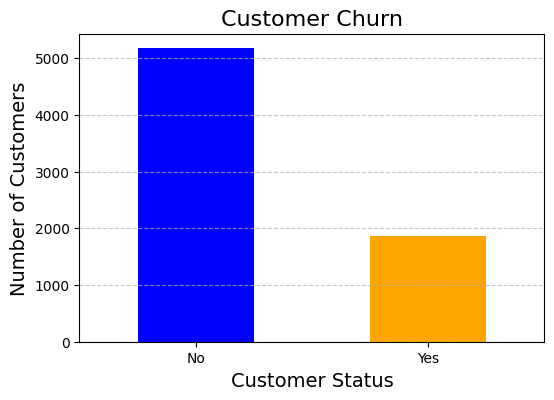 Customer Churn
Number of Customers
5000
4000
3000
2000
1000
0
No
Yes
Customer Status